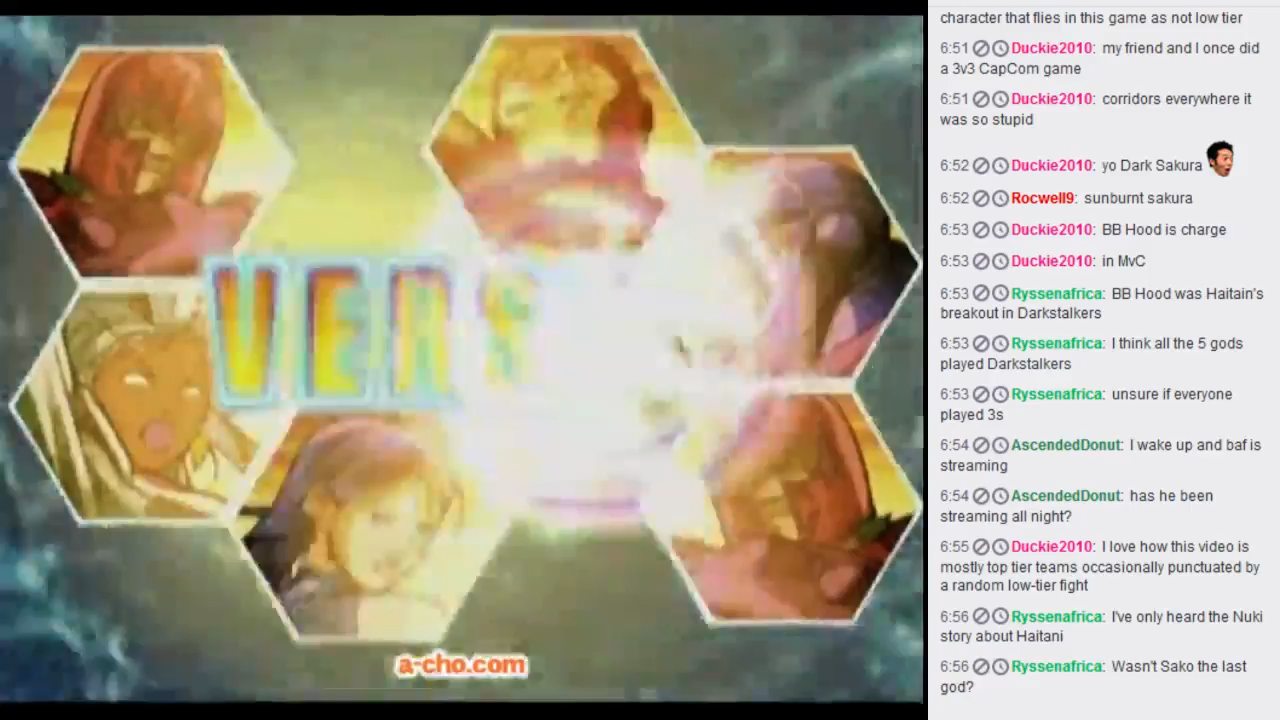 VERS
a-cho.com
character that flies in this game as not low tier
6:51 Duckie2010: my friend and I once did
a 3v3 CapCom game
6:51 Duckie2010: corridors everywhere it
was so stupid
6:52 Duckie2010: yo Dark Sakura
6:52 Rocwell9: sunburnt sakura
6:53 Duckie2010: BB Hood is charge
6:53 Duckie2010: in MvC
6:53 Ryssenafrica: BB Hood was Haitain's
breakout in Darkstalkers
6:53 Ryssenafrica: I think all the 5 gods
played Darkstalkers
6:53 Ryssenafrica: unsure if everyone
played 3s
6:54 AscendedDonut: I wake up and baf is
streaming
6:54 AscendedDonut: has he been
streaming all night?
6:55 Duckie2010: I love how this video is
mostly top tier teams occasionally punctuated by
a random low-tier fight
6:56 Ryssenafrica: I've only heard the Nuki
story about Haitani
6:56 Ryssenafrica: Wasn't Sako the last
god?